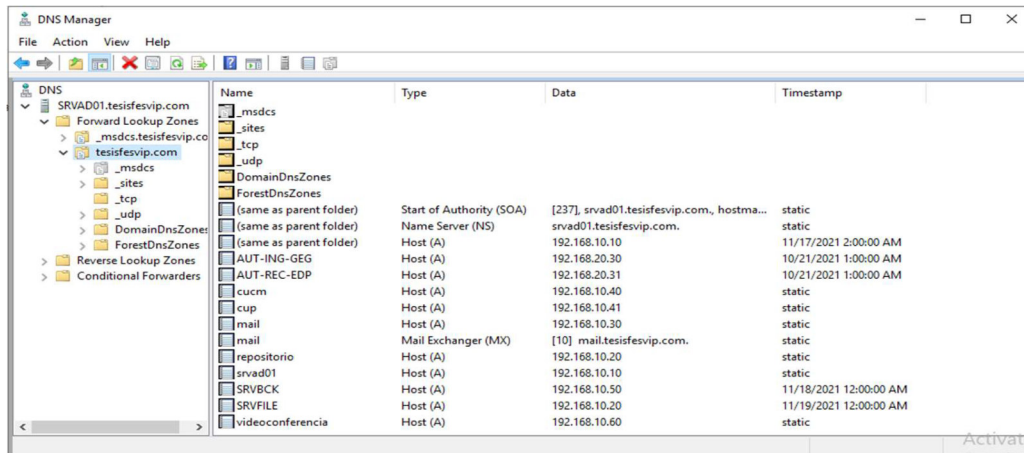 DNS Manager
File Action View Help
DNS
SRVAD01.tesisfesvip.com
Forward Lookup Zones
_msdcs.tesisfesvip.co
tesisfesvip.com
_msdcs
_sites
_tcp
_udp
DomainDnsZones
ForestDnsZones
Reverse Lookup Zones
Conditional Forwarders
Name Type Data Timestamp
_msdcs
_sites
_tcp
_udp
DomainDnsZones
ForestDnsZones
(same as parent folder) Start of Authority (SOA) [237], srvad01.tesisfesvip.com., hostma... static
(same as parent folder) Name Server (NS) srvad01.tesisfesvip.com. static
(same as parent folder) Host (A) 192.168.10.10 11/17/2021 2:00:00 AM
AUT-ING-GEG Host (A) 192.168.20.30 10/21/2021 1:00:00 AM
AUT-REC-EDP Host (A) 192.168.20.31 10/21/2021 1:00:00 AM
cucm Host (A) 192.168.10.40 static
cup Host (A) 192.168.10.41 static
mail Host (A) 192.168.10.30 static
mail Mail Exchanger (MX) [10] mail.tesisfesvip.com. static
repositorio Host (A) 192.168.10.20 static
srvad01 Host (A) 192.168.10.10 static
SRVBCK Host (A) 192.168.10.50 11/18/2021 12:00:00 AM
SRVFILE Host (A) 192.168.10.20 11/19/2021 12:00:00 AM
videoconferencia Host (A) 192.168.10.60 static
Activat